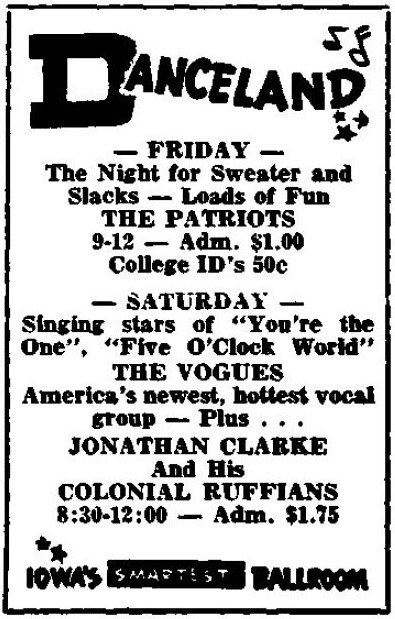 DANCELAND
— FRIDAY —
The Night for Sweater and
Slacks — Loads of Fun
THE PATRIOTS
9-12 — Adm. $1.00
College ID's 50c
— SATURDAY —
Singing stars of "You're the
One", "Five O'Clock World"
THE VOGUES
America's newest, hottest vocal
group — Plus . . .
JONATHAN CLARKE
And His
COLONIAL RUFFIANS
8:30-12:00 — Adm. $1.75
IOWA'S SMARTEST BALLROOM